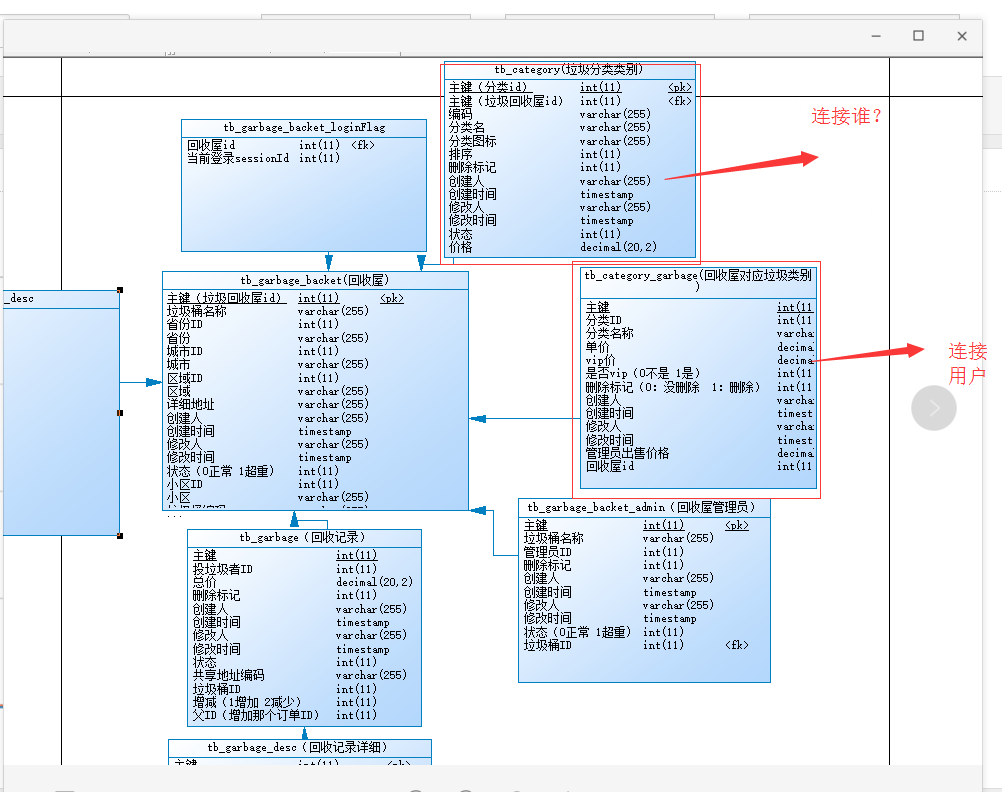 tb_category(垃圾分类类别)
主键（分类id） int(11) <pk>
主键（垃圾回收屋id） int(11) <fk>
编码 varchar(255)
分类名 varchar(255)
分类图标 varchar(255)
排序 int(11)
删除标记 int(11)
创建人 varchar(255)
创建时间 timestamp
修改人 varchar(255)
修改时间 timestamp
状态 int(11)
价格 decimal(20,2)
连接谁？
tb_garbage_backet_loginFlag
回收屋id int(11) <fk>
当前登录sessionId int(11)
_desc
tb_garbage_backet(回收屋)
主键（垃圾回收屋id） int(11) <pk>
垃圾桶名称 varchar(255)
省份ID int(11)
省份 varchar(255)
城市ID int(11)
城市 varchar(255)
区域ID int(11)
区域 varchar(255)
详细地址 varchar(255)
创建人 varchar(255)
创建时间 timestamp
修改人 varchar(255)
修改时间 timestamp
状态（0正常 1超重） int(11)
小区ID int(11)
小区 varchar(255)
...
tb_category_garbage(回收屋对应垃圾类别
)
主键 int(11
分类ID int(11
分类名称 varcha
单价 decima
vip价 decima
是否vip（0不是 1是） int(11
删除标记（0：没删除 1：删除） int(11
创建人 varcha
创建时间 timest
修改人 varcha
修改时间 timest
管理员出售价格 decima
回收屋id int(11
连接
用户
tb_garbage_backet_admin（回收屋管理员）
主键 int(11) <pk>
垃圾桶名称 varchar(255)
管理员ID int(11)
删除标记 int(11)
创建人 varchar(255)
创建时间 timestamp
修改人 varchar(255)
修改时间 timestamp
状态（0正常 1超重） int(11)
垃圾桶ID int(11) <fk>
tb_garbage（回收记录）
主键 int(11)
投垃圾者ID int(11)
总价 decimal(20,2)
删除标记 int(11)
创建人 varchar(255)
创建时间 timestamp
修改人 varchar(255)
修改时间 timestamp
状态 int(11)
共享地址编码 varchar(255)
垃圾桶ID int(11)
增减（1增加 2减少） int(11)
父ID（增加那个订单ID） int(11)
tb_garbage_desc（回收记录详细）
主键 int(11) <pk>